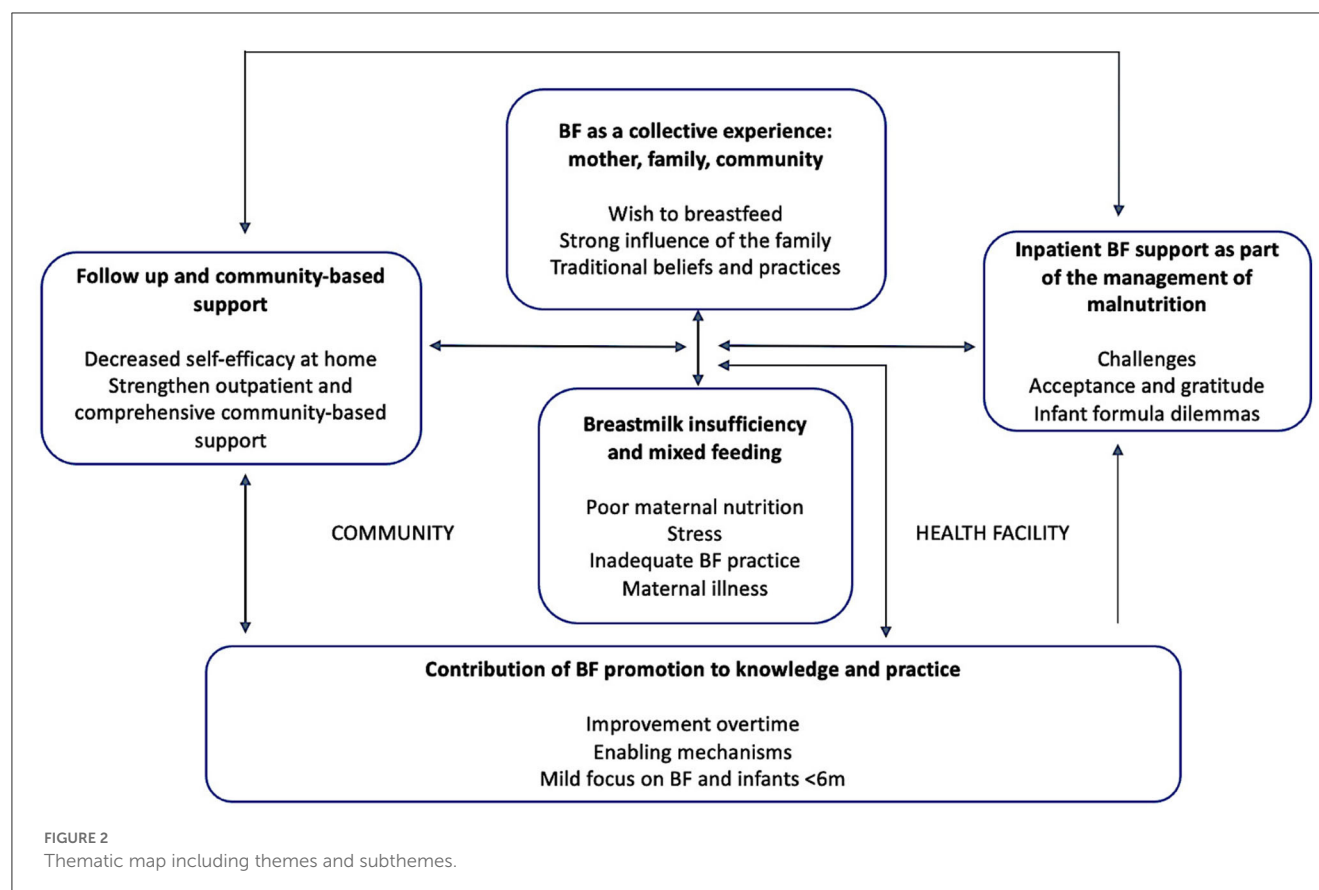 BF as a collective experience:
mother, family, community
Wish to breastfeed
Strong influence of the family
Traditional beliefs and practices
Follow up and community-based
support
Decreased self-efficacy at home
Strengthen outpatient and
comprehensive community-based
support
Inpatient BF support as part
of the management of
malnutrition
Challenges
Acceptance and gratitude
Infant formula dilemmas
Breastmilk insufficiency
and mixed feeding
Poor maternal nutrition
Stress
Inadequate BF practice
Maternal illness
COMMUNITY
HEALTH FACILITY
Contribution of BF promotion to knowledge and practice
Improvement overtime
Enabling mechanisms
Mild focus on BF and infants <6m
FIGURE 2
Thematic map including themes and subthemes.